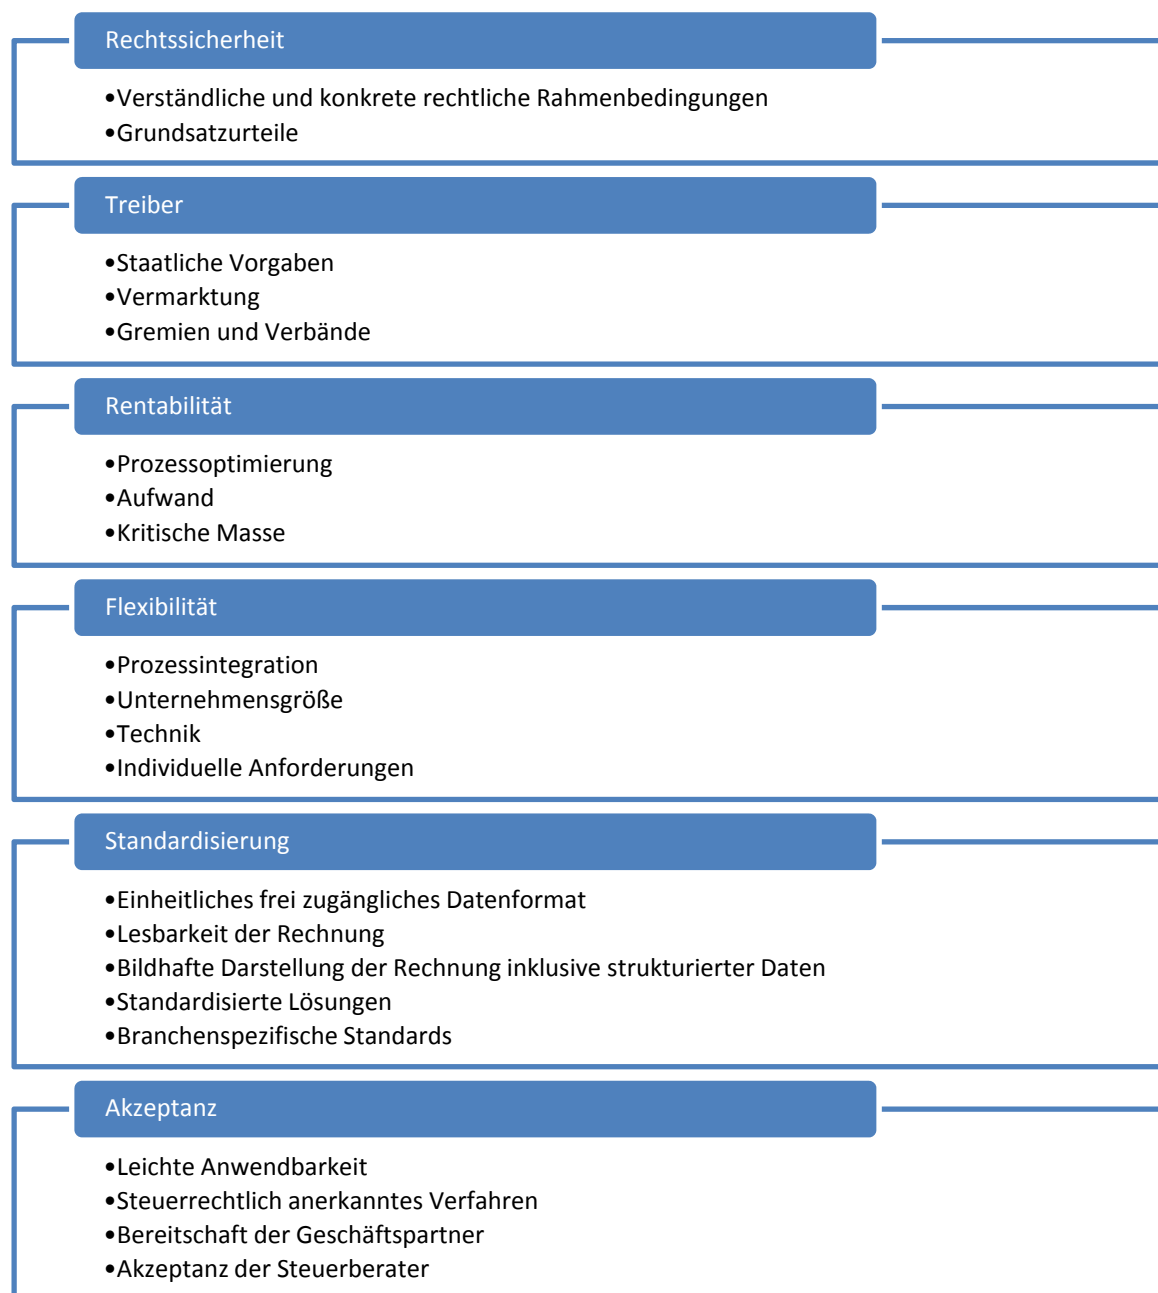 Rechtssicherheit
•Verständliche und konkrete rechtliche Rahmenbedingungen
•Grundsatzurteile
Treiber
•Staatliche Vorgaben
•Vermarktung
•Gremien und Verbände
Rentabilität
•Prozessoptimierung
•Aufwand
•Kritische Masse
Flexibilität
•Prozessintegration
•Unternehmensgröße
•Technik
•Individuelle Anforderungen
Standardisierung
•Einheitliches frei zugängliches Datenformat
•Lesbarkeit der Rechnung
•Bildhafte Darstellung der Rechnung inklusive strukturierter Daten
•Standardisierte Lösungen
•Branchenspezifische Standards
Akzeptanz
•Leichte Anwendbarkeit
•Steuerrechtlich anerkanntes Verfahren
•Bereitschaft der Geschäftspartner
•Akzeptanz der Steuerberater